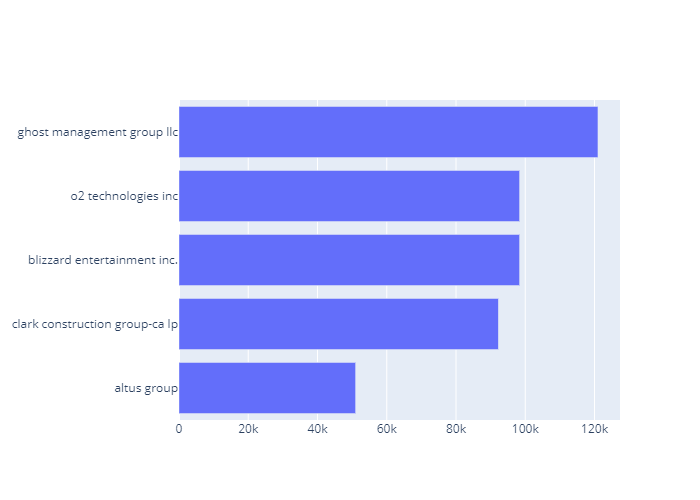 ghost management group llc
o2 technologies inc
blizzard entertainment inc.
clark construction group-ca lp
altus group
0 20k 40k 60k 80k 100k 120k